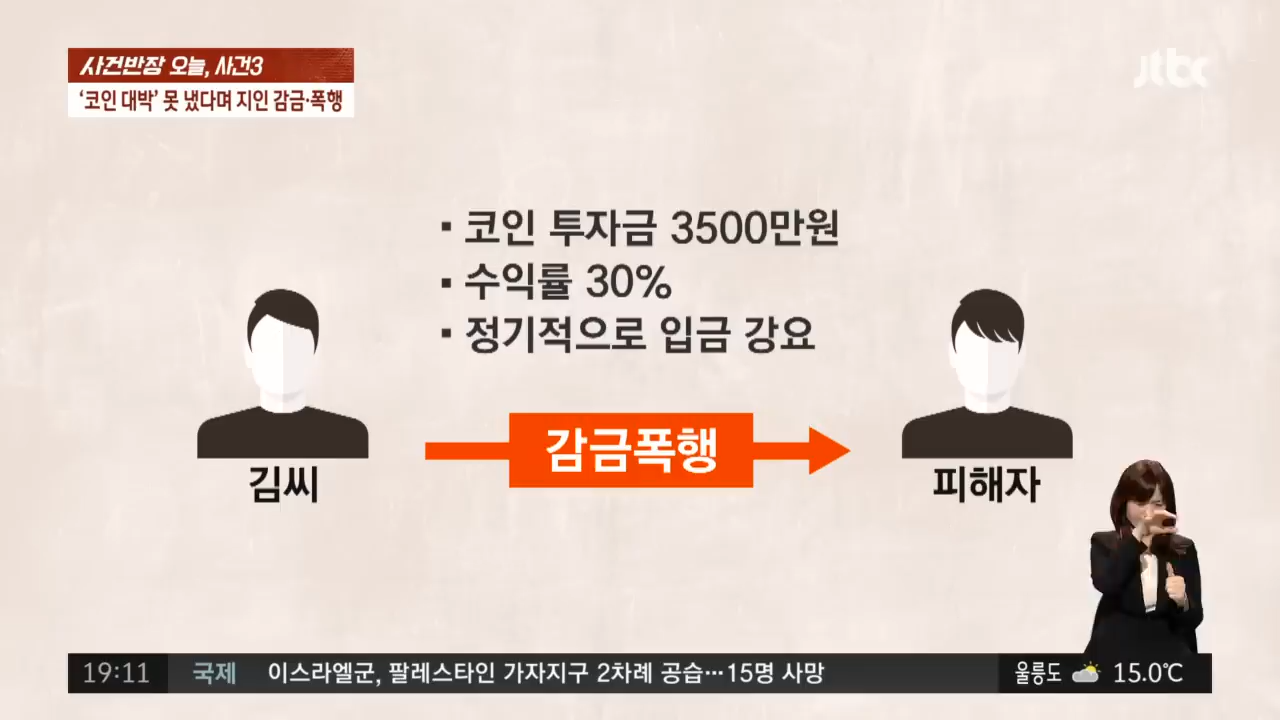 사건반장 오늘, 사건3
‘코인 대박’ 못 냈다며 지인 감금·폭행
jtbc
▪ 코인 투자금 3500만원
▪ 수익률 30%
▪ 정기적으로 입금 강요
감금폭행
김씨
피해자
19:11 국제 이스라엘군, 팔레스타인 가자지구 2차례 공습…15명 사망 울릉도 15.0℃